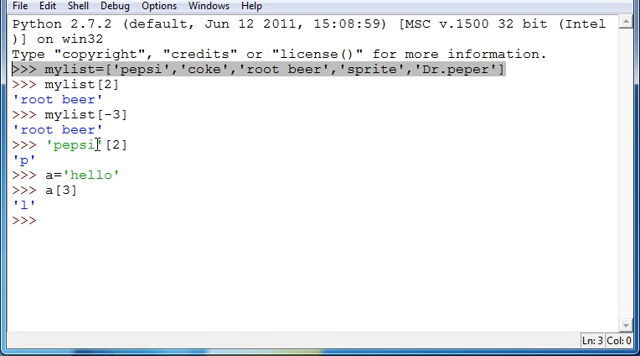 File Edit Shell Debug Options Windows Help
Python 2.7.2 (default, Jun 12 2011, 15:08:59) [MSC v.1500 32 bit (Intel
)] on win32
Type "copyright", "credits" or "license()" for more information.
>>> mylist=['pepsi','coke','root beer','sprite','Dr.peper']
>>> mylist[2]
'root beer'
>>> mylist[-3]
'root beer'
>>> 'pepsi'[2]
'p'
>>> a='hello'
>>> a[3]
'l'
>>>
Ln: 3 Col: 0